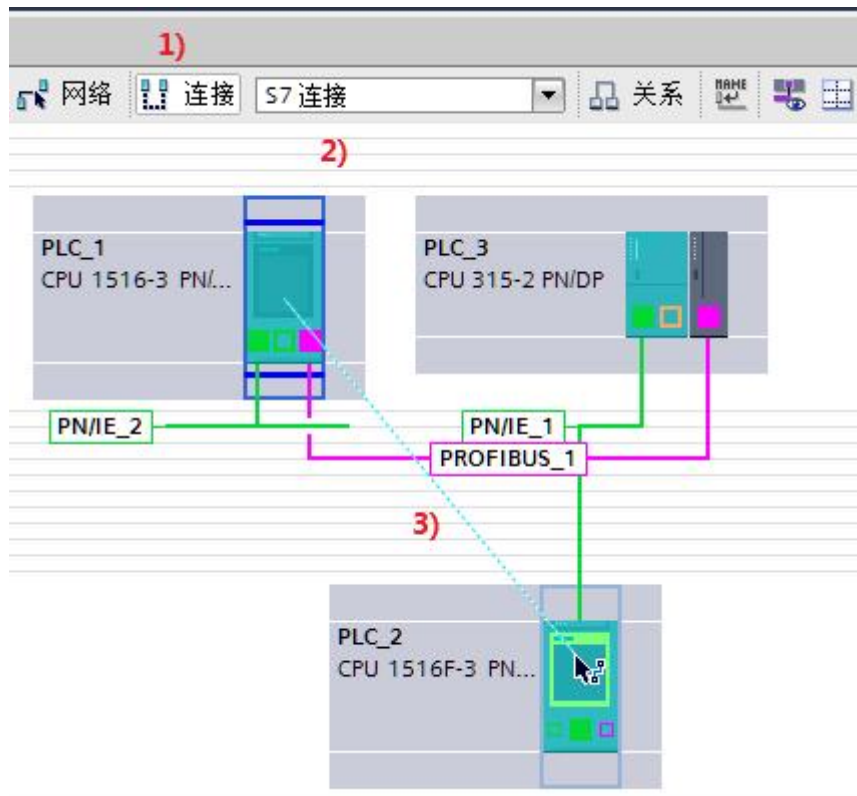 1)
网络
连接
S7 连接
关系
NAME
2)
PLC_1
CPU 1516-3 PN/...
PLC_3
CPU 315-2 PN/DP
PN/IE_2
PN/IE_1
PROFIBUS_1
3)
PLC_2
CPU 1516F-3 PN...